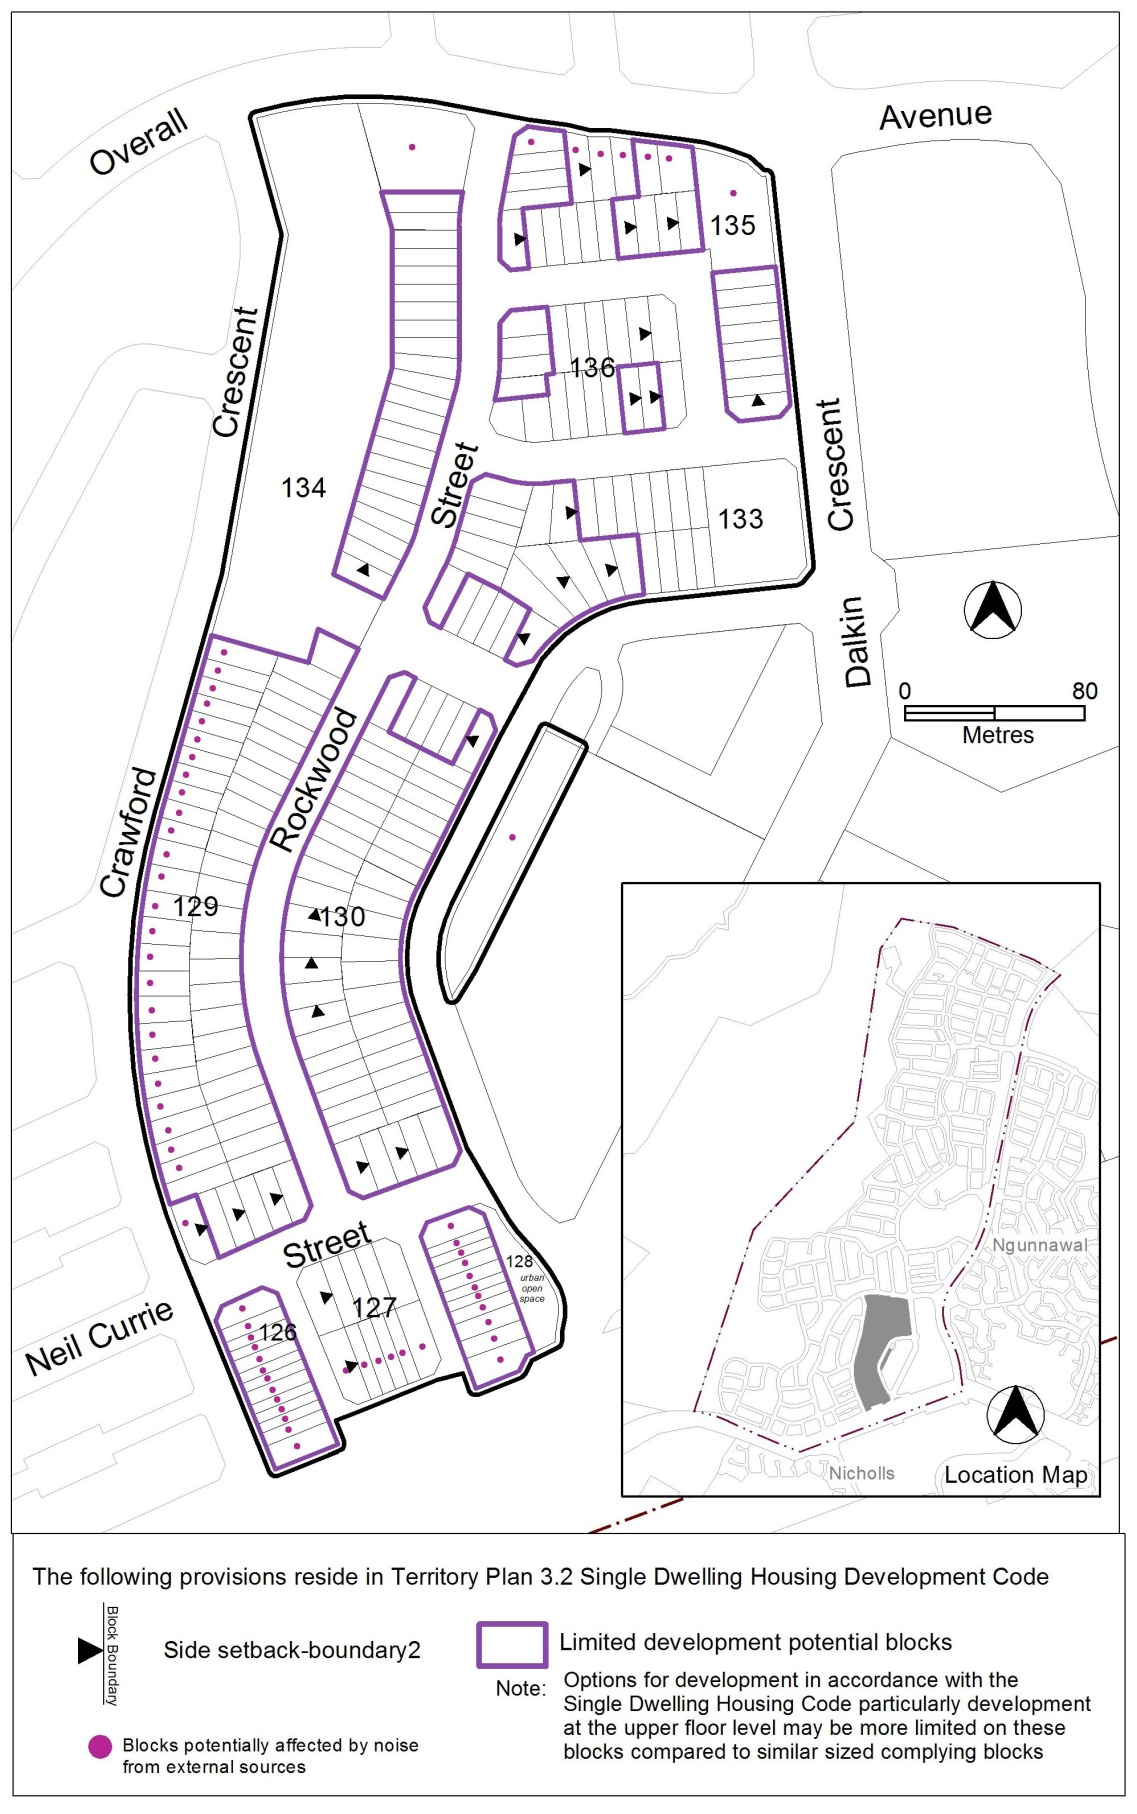 Overall
Avenue
Crescent
135
136
134
Street
133
Crescent
Dalkin
0
80
Metres
Rockwood
Crawford
129
130
Street
128
urban
open
space
127
126
Neil Currie
Ngunnawal
Nicholls
Location Map
The following provisions reside in Territory Plan 3.2 Single Dwelling Housing Development Code
Block Boundary
Side setback-boundary2
Limited development potential blocks
Note:
Options for development in accordance with the
Single Dwelling Housing Code particularly development
at the upper floor level may be more limited on these
blocks compared to similar sized complying blocks
Blocks potentially affected by noise
from external sources